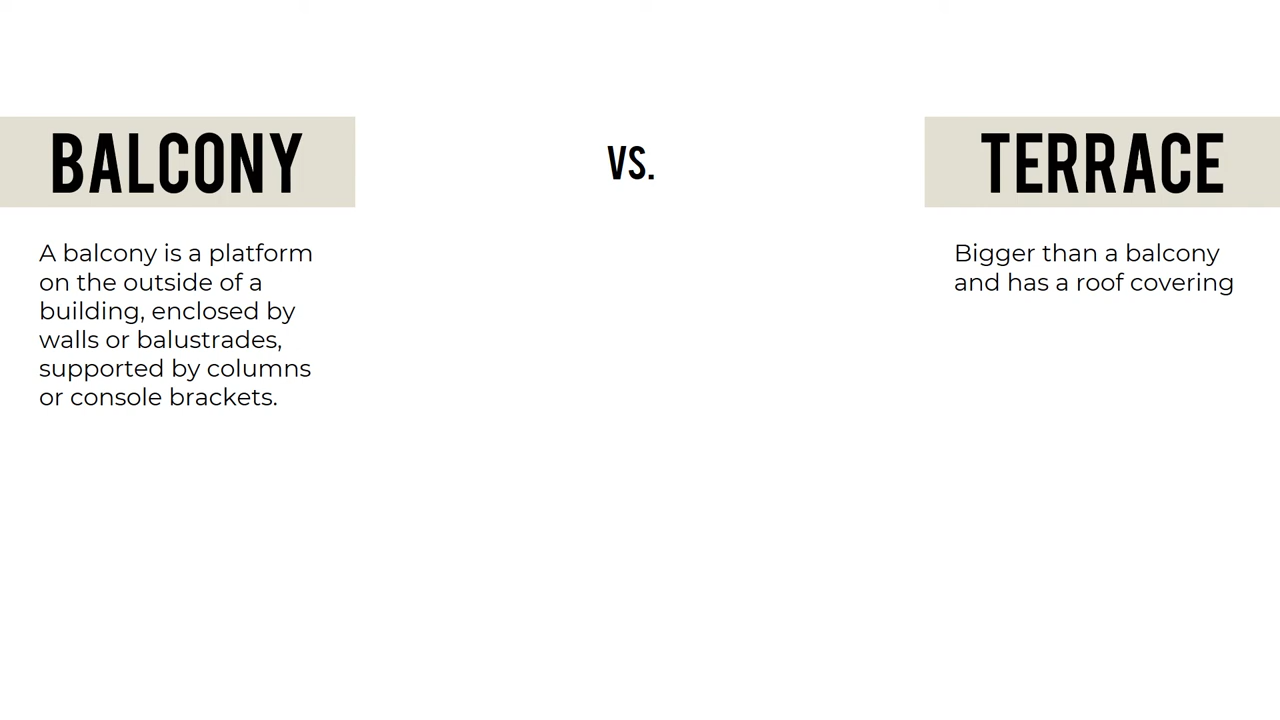 BALCONY
VS.
TERRACE
A balcony is a platform
on the outside of a
building, enclosed by
walls or balustrades,
supported by columns
or console brackets.
Bigger than a balcony
and has a roof covering